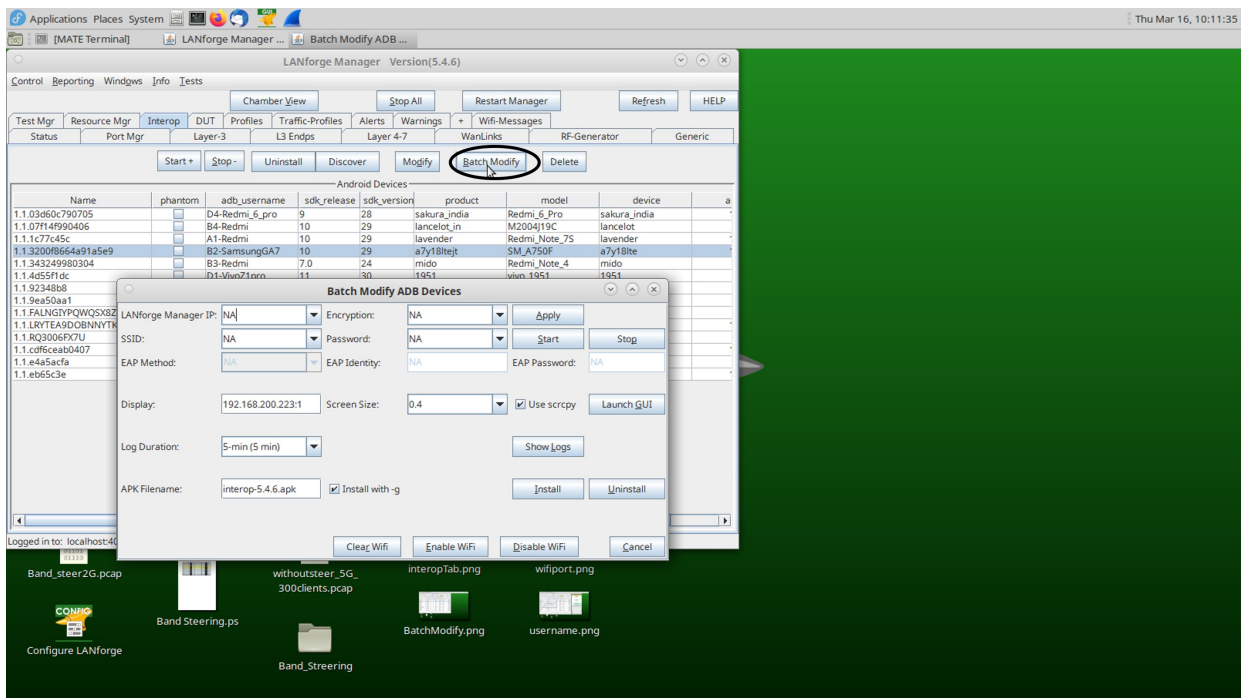 Applications Places System Thu Mar 16, 10:11:35
[MATE Terminal] LANforge Manager ... Batch Modify ADB ...
LANforge Manager Version(5.4.6)
Control Reporting Windows Info Tests
Chamber View Stop All Restart Manager Refresh HELP
Test Mgr Resource Mgr Interop DUT Profiles Traffic-Profiles Alerts Warnings + Wifi-Messages
Status Port Mgr Layer-3 L3 Endps Layer 4-7 WanLinks RF-Generator Generic
Start + Stop - Uninstall Discover Modify Batch Modify Delete
Android Devices
Name phantom adb_username sdk_release sdk_version product model device a
1.1.03d60c790705 D4-Redmi_6_pro 9 28 sakura_india Redmi_6_Pro sakura_india
1.1.07f14f990406 B4-Redmi 10 29 lancelot_in M2004J19C lancelot
1.1.1c77c45c A1-Redmi 10 29 lavender Redmi_Note_7S lavender
1.1.3200f8664a91a5e9 B2-SamsungGA7 10 29 a7y18ltejt SM_A750F a7y18lte
1.1.343249980304 B3-Redmi 7.0 24 mido Redmi_Note_4 mido
1.1.4d55f1dc D1-VivoZ1pro 11 30 1951 vivo_1951 1951
1.1.92348b8
1.1.9ea50aa1
1.1.FALNGIYPQWQSX8Z
1.1.LRYTEA9DOBNNYTK
1.1.RQ3006FX7U
1.1.cdf6ceab0407
1.1.e4a5acfa
1.1.eb65c3e
Batch Modify ADB Devices
LANforge Manager IP: NA Encryption: NA Apply
SSID: NA Password: NA Start Stop
EAP Method: NA EAP Identity: NA EAP Password: NA
Display: 192.168.200.223:1 Screen Size: 0.4 Use scrcpy Launch GUI
Log Duration: 5-min (5 min) Show Logs
APK Filename: interop-5.4.6.apk Install with -g Install Uninstall
Clear Wifi Enable WiFi Disable WiFi Cancel
Logged in to: localhost:40
Band_steer2G.pcap
withoutsteer_5G_
300clients.pcap
interopTab.png
wifiport.png
CONFIG
Configure LANforge
Band Steering.ps
Band_Streering
BatchModify.png
username.png